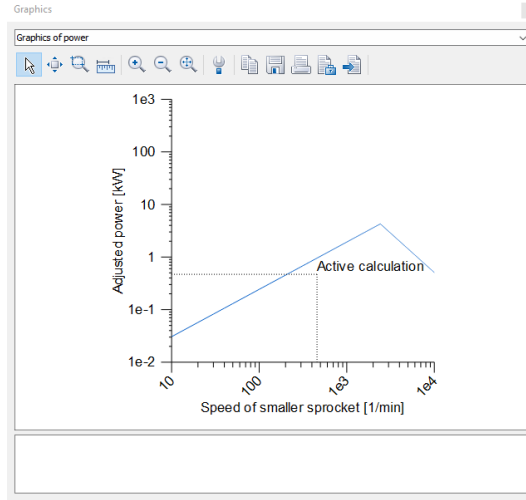 Graphics
Graphics of power
1e3
100
10
1
1e-1
1e-2
Adjusted power [kW]
Active calculation
10
100
1e3
1e4
Speed of smaller sprocket [1/min]